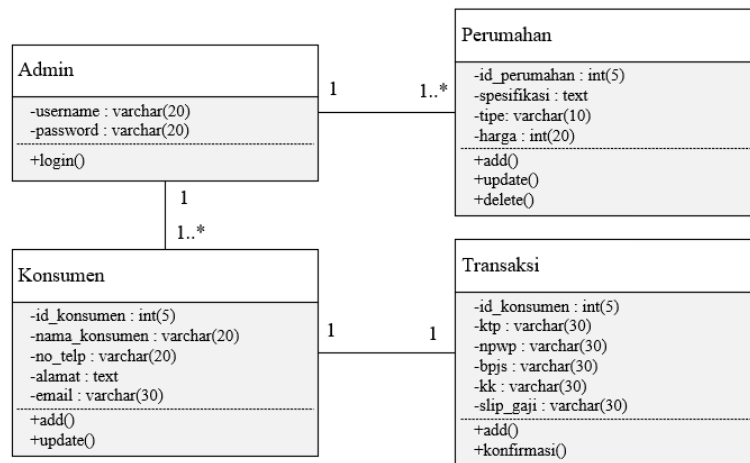 Admin
-username : varchar(20)
-password : varchar(20)
+login()
1
1..*
Perumahan
-id_perumahan : int(5)
-spesifikasi : text
-tipe: varchar(10)
-harga : int(20)
+add()
+update()
+delete()
1
1..*
Konsumen
-id_konsumen : int(5)
-nama_konsumen : varchar(20)
-no_telp : varchar(20)
-alamat : text
-email : varchar(30)
+add()
+update()
1
1
Transaksi
-id_konsumen : int(5)
-ktp : varchar(30)
-npwp : varchar(30)
-bpjs : varchar(30)
-kk : varchar(30)
-slip_gaji : varchar(30)
+add()
+konfirmasi()